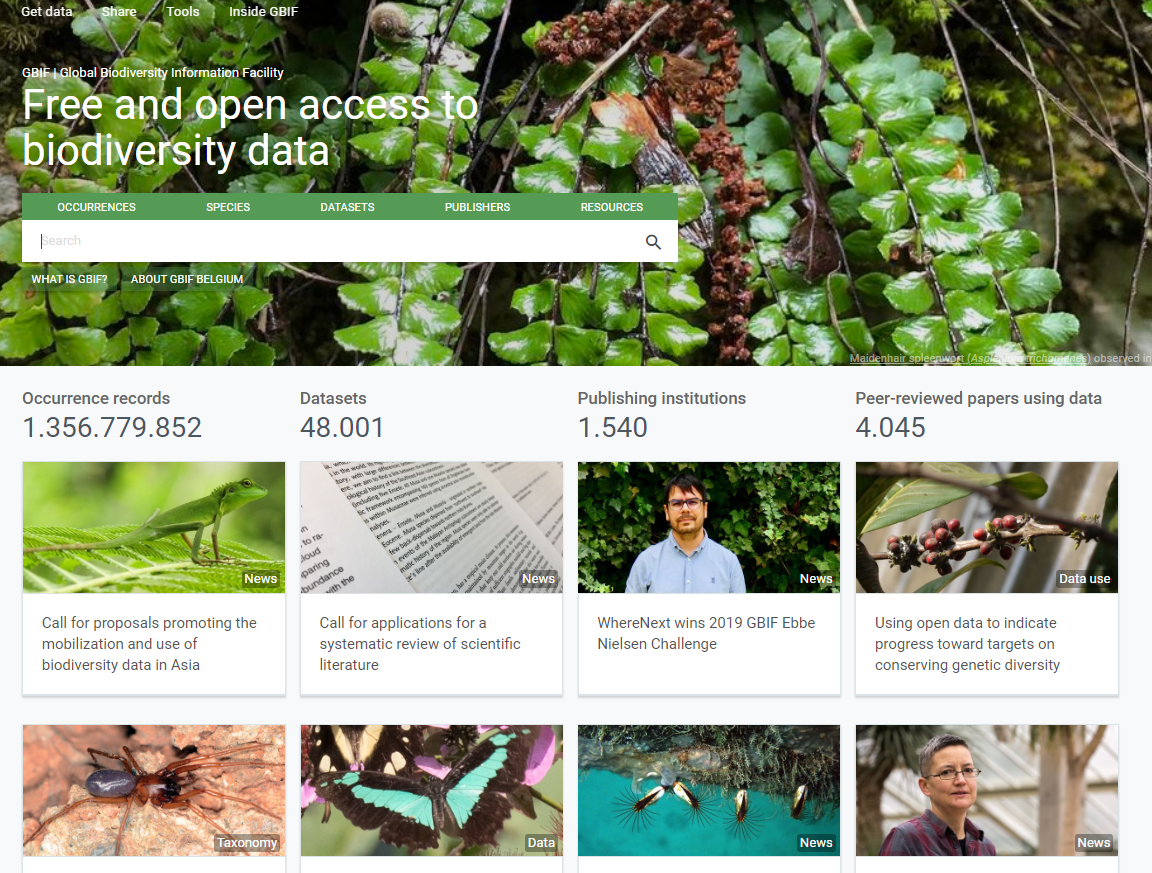 Get data Share Tools Inside GBIF
GBIF | Global Biodiversity Information Facility
Free and open access to
biodiversity data
OCCURRENCES SPECIES DATASETS PUBLISHERS RESOURCES
Search
WHAT IS GBIF? ABOUT GBIF BELGIUM
Maidenhair spleenwort (Asplenium trichomanes) observed in
Occurrence records
1.356.779.852
Datasets
48.001
Publishing institutions
1.540
Peer-reviewed papers using data
4.045
News
Call for proposals promoting the
mobilization and use of
biodiversity data in Asia
News
Call for applications for a
systematic review of scientific
literature
News
WhereNext wins 2019 GBIF Ebbe
Nielsen Challenge
Data use
Using open data to indicate
progress toward targets on
conserving genetic diversity
Taxonomy
Data
News
News